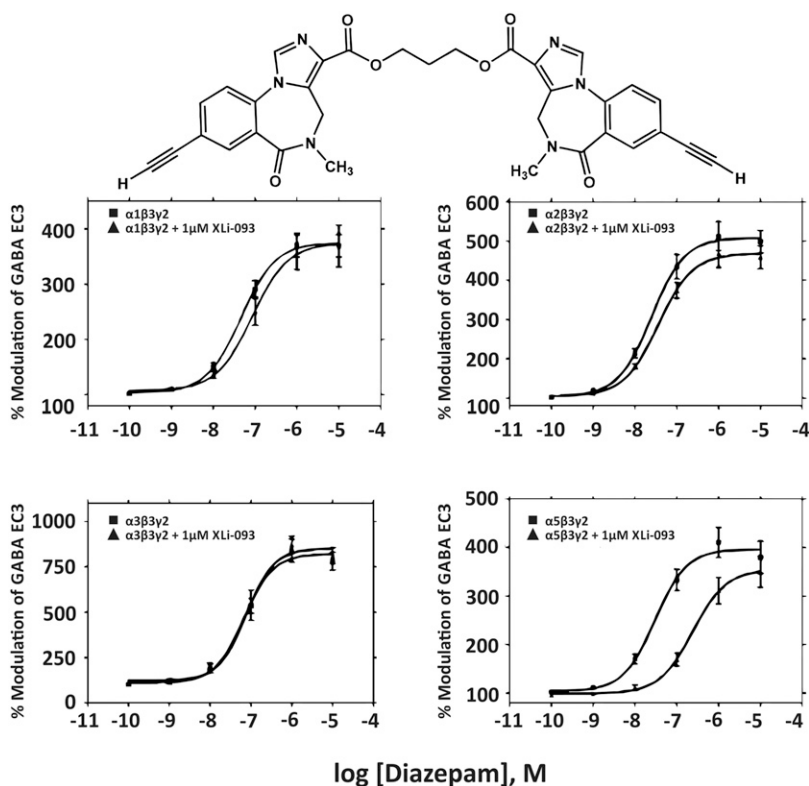 N
O
O
O
O
N
N
N
N
CH₃
O
H
N
H₃C
O
H
% Modulation of GABA EC3
400
300
200
100
α1β3γ2
α1β3γ2 + 1μM XLi-093
-11 -10 -9 -8 -7 -6 -5 -4
% Modulation of GABA EC3
600
500
400
300
200
100
α2β3γ2
α2β3γ2 + 1μM XLi-093
-11 -10 -9 -8 -7 -6 -5 -4
% Modulation of GABA EC3
1000
750
500
250
0
α3β3γ2
α3β3γ2 + 1μM XLi-093
-11 -10 -9 -8 -7 -6 -5 -4
% Modulation of GABA EC3
500
400
300
200
100
α5β3γ2
α5β3γ2 + 1μM XLi-093
-11 -10 -9 -8 -7 -6 -5 -4
log [Diazepam], M